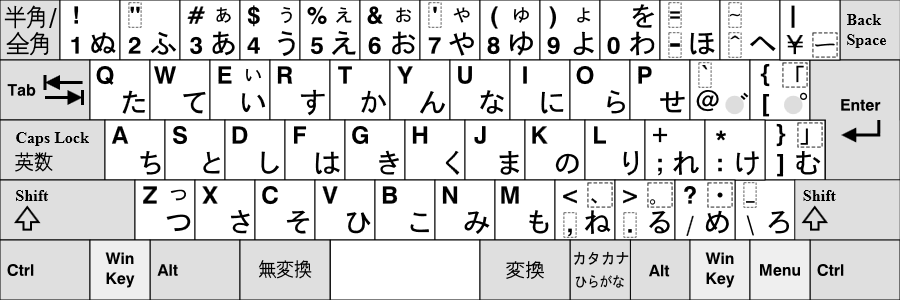 半角/ ! " # ぁ $ ぅ % ぇ & ぉ ' ゃ ( ゅ ) ょ を = ~ | Back
全角 1 ぬ 2 ふ 3 あ 4 う 5 え 6 お 7 や 8 ゆ 9 よ 0 わ - ほ ^ へ ¥ ー Space
Tab Q た W て E ぃ い R す T か Y ん U な I に O ら P せ ` @ ゛ { 「 [ ゜ Enter
Caps Lock A ち S と D し F は G き H く J ま K の L り + ; れ * : け } 」 ] む
英数
Shift Z っ つ X さ C そ V ひ B こ N み M も < 、 , ね > 。 . る ? ・ / め _ \ ろ Shift
Ctrl Win Key Alt 無変換 変換 カタカナ ひらがな Alt Win Key Menu Ctrl